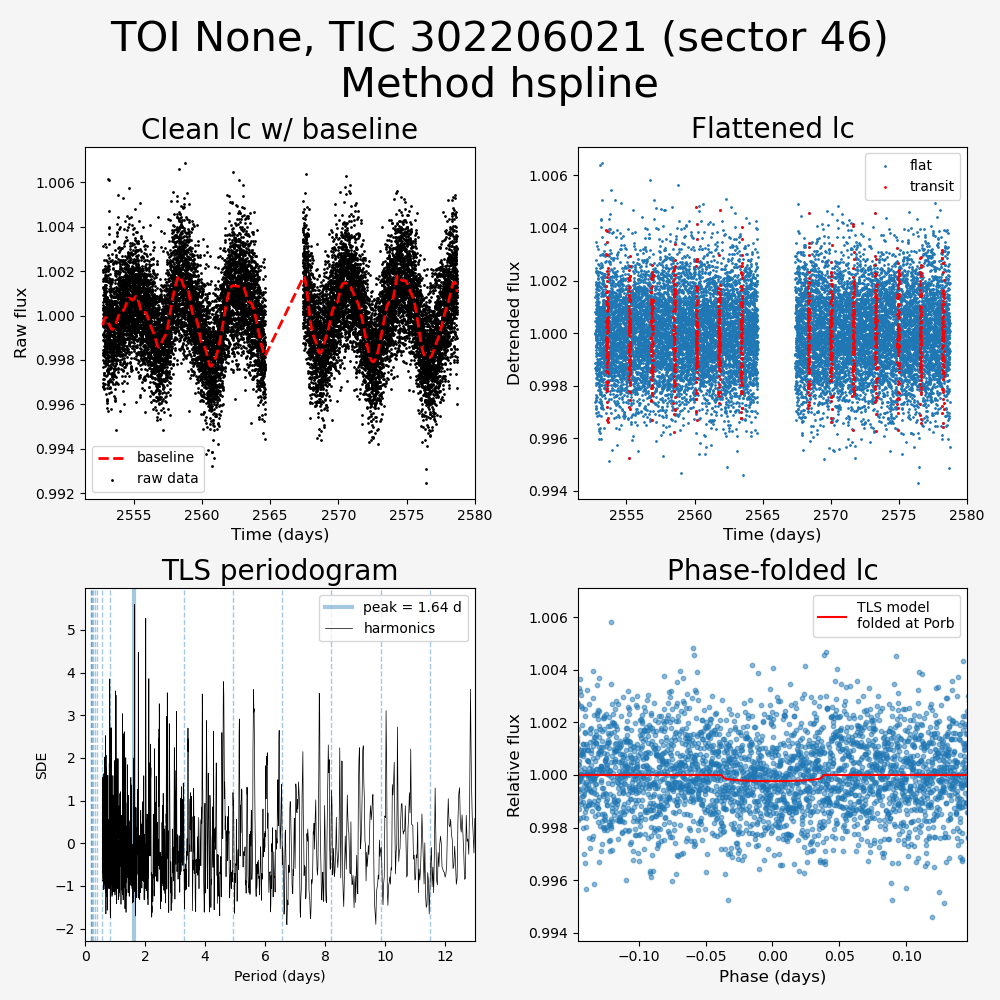 TOI None, TIC 302206021 (sector 46)
Method hspline
Clean lc w/ baseline
Raw flux
1.006
1.004
1.002
1.000
0.998
0.996
0.994
0.992
baseline
raw data
2555 2560 2565 2570 2575 2580
Time (days)
Flattened lc
Detrended flux
1.006
1.004
1.002
1.000
0.998
0.996
0.994
flat
transit
2555 2560 2565 2570 2575 2580
Time (days)
TLS periodogram
SDE
5
4
3
2
1
0
−1
−2
peak = 1.64 d
harmonics
0 2 4 6 8 10 12
Period (days)
Phase-folded lc
Relative flux
1.006
1.004
1.002
1.000
0.998
0.996
0.994
TLS model
folded at Porb
−0.10 −0.05 0.00 0.05 0.10
Phase (days)